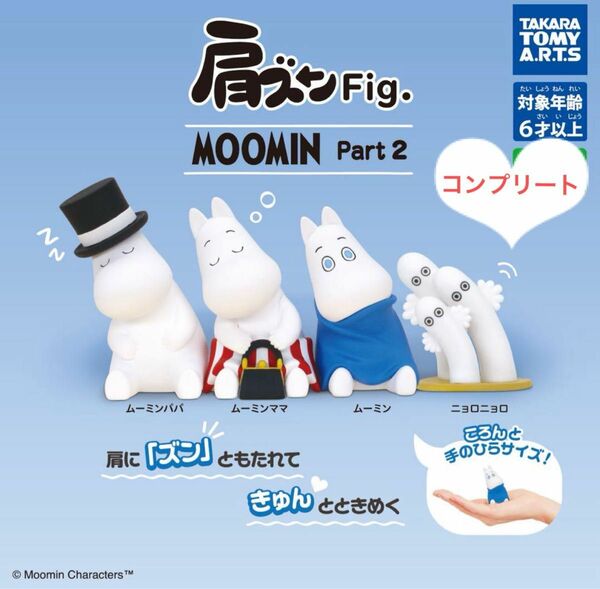 TAKARA
TOMY
A.R.T.S
肩ズンFig.
MOOMIN Part 2
たい しょう ねん れい
対象年齢
さい い じょう
6才以上
コンプリート
zzz
ムーミンパパ
ムーミンママ
ムーミン
ニョロニョロ
肩に「ズン」ともたれて
きゅんとときめく
ころんと
手のひらサイズ!
© Moomin Characters™